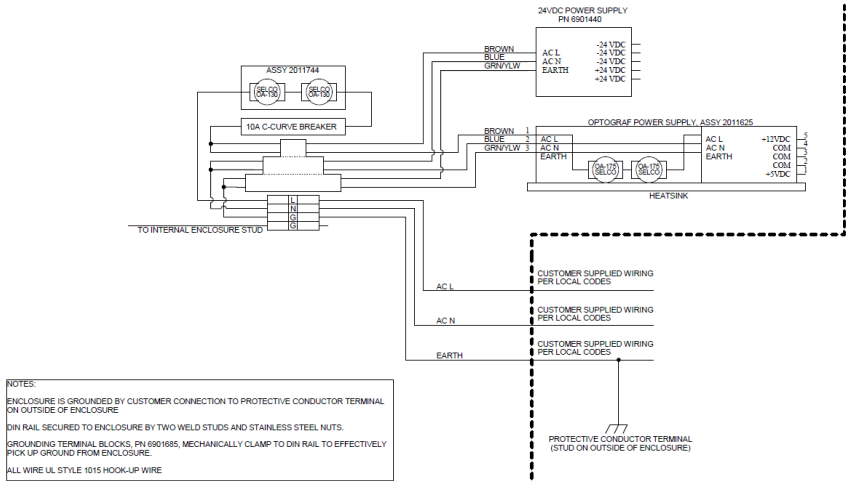 24VDC POWER SUPPLY
PN 6901440
BROWN
BLUE
GRN/YLW
AC L
AC N
EARTH
-24 VDC
-24 VDC
-24 VDC
+24 VDC
+24 VDC
ASSY 2011744
SELCO
OA-130
SELCO
OA-130
10A C-CURVE BREAKER
OPTOGRAF POWER SUPPLY, ASSY 2011625
BROWN 1
BLUE 2
GRN/YLW 3
AC L
AC N
EARTH
OA-175
SELCO
OA-175
SELCO
AC L
AC N
EARTH
+12VDC 5
COM 4
COM 3
COM 2
+5VDC 1
HEATSINK
L
N
G
G
TO INTERNAL ENCLOSURE STUD
AC L
CUSTOMER SUPPLIED WIRING
PER LOCAL CODES
AC N
CUSTOMER SUPPLIED WIRING
PER LOCAL CODES
EARTH
CUSTOMER SUPPLIED WIRING
PER LOCAL CODES
PROTECTIVE CONDUCTOR TERMINAL
(STUD ON OUTSIDE OF ENCLOSURE)
NOTES:
ENCLOSURE IS GROUNDED BY CUSTOMER CONNECTION TO PROTECTIVE CONDUCTOR TERMINAL
ON OUTSIDE OF ENCLOSURE
DIN RAIL SECURED TO ENCLOSURE BY TWO WELD STUDS AND STAINLESS STEEL NUTS.
GROUNDING TERMINAL BLOCKS, PN 6901685, MECHANICALLY CLAMP TO DIN RAIL TO EFFECTIVELY
PICK UP GROUND FROM ENCLOSURE.
ALL WIRE UL STYLE 1015 HOOK-UP WIRE